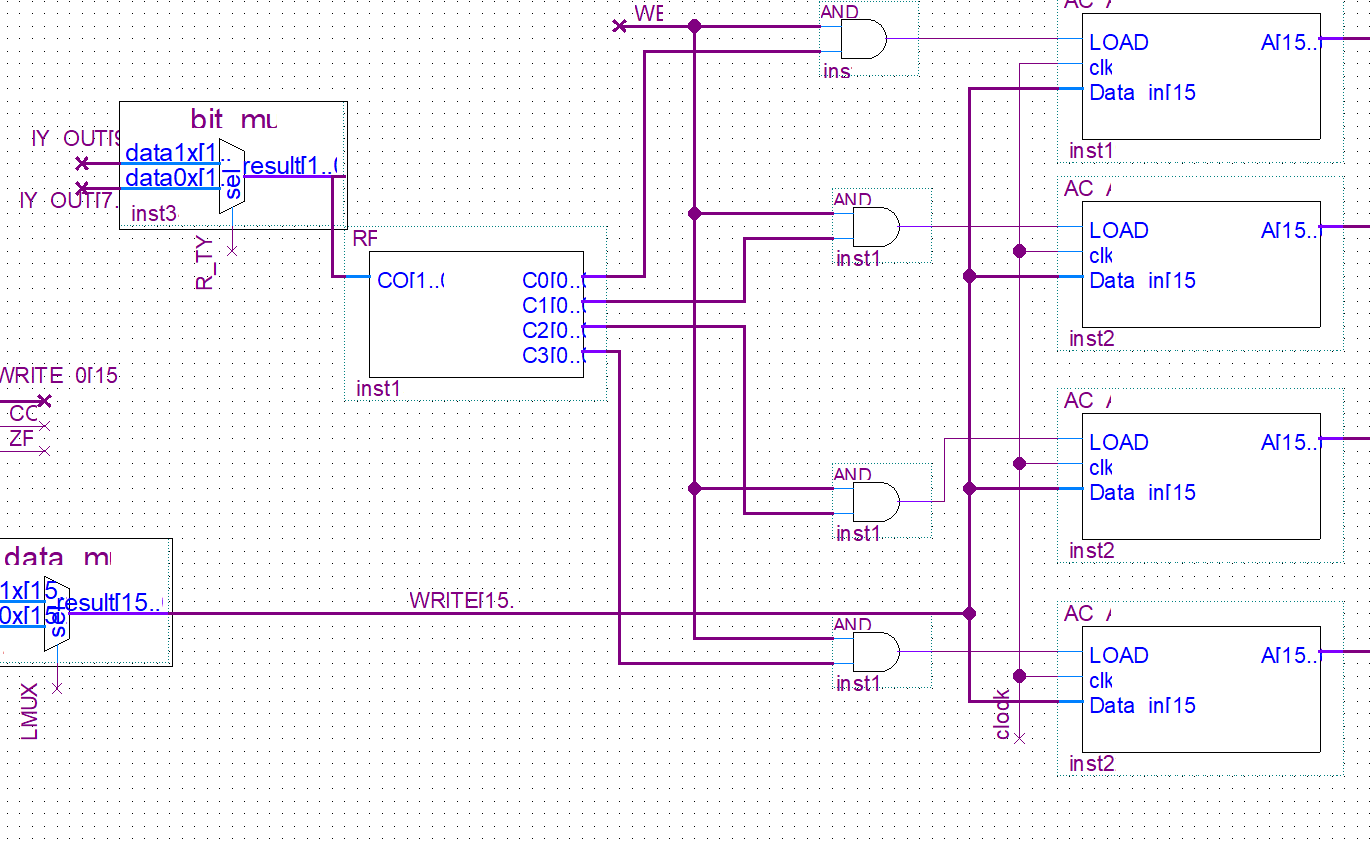 WE
AND
ins
AC A
LOAD
A[15..
clk
Data in[15
inst1
bit mu
IY OUT[9
data1x[1..
result[1..0
data0x[1..
sel
IY OUT[7.
inst3
R_TY
AND
inst1
AC A
LOAD
A[15..
clk
Data in[15
inst2
RF
CO[1..0
C0[0..
C1[0..
C2[0..
C3[0..
inst1
WRITE 0[15
CC
ZF
AND
inst1
AC A
LOAD
A[15..
clk
Data in[15
inst2
data m
1x[15
result[15..
0x[15
sel
LMUX
WRITE[15.
AND
inst1
AC A
LOAD
A[15..
clk
Data in[15
inst2
clock